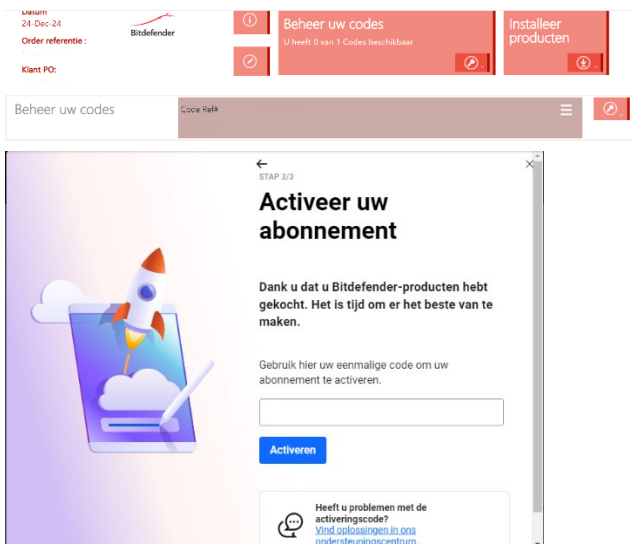 Datum
24-Dec-24
Order referentie :
Klant PO:
Bitdefender
Beheer uw codes
U heeft 0 van 1 Codes beschikbaar
Installeer
producten
Beheer uw codes
Code Ref#
STAP 3/3
Activeer uw
abonnement
Dank u dat u Bitdefender-producten hebt
gekocht. Het is tijd om er het beste van te
maken.
Gebruik hier uw eenmalige code om uw
abonnement te activeren.
Activeren
Heeft u problemen met de
activeringscode?
Vind oplossingen in ons
ondersteuningscentrum.